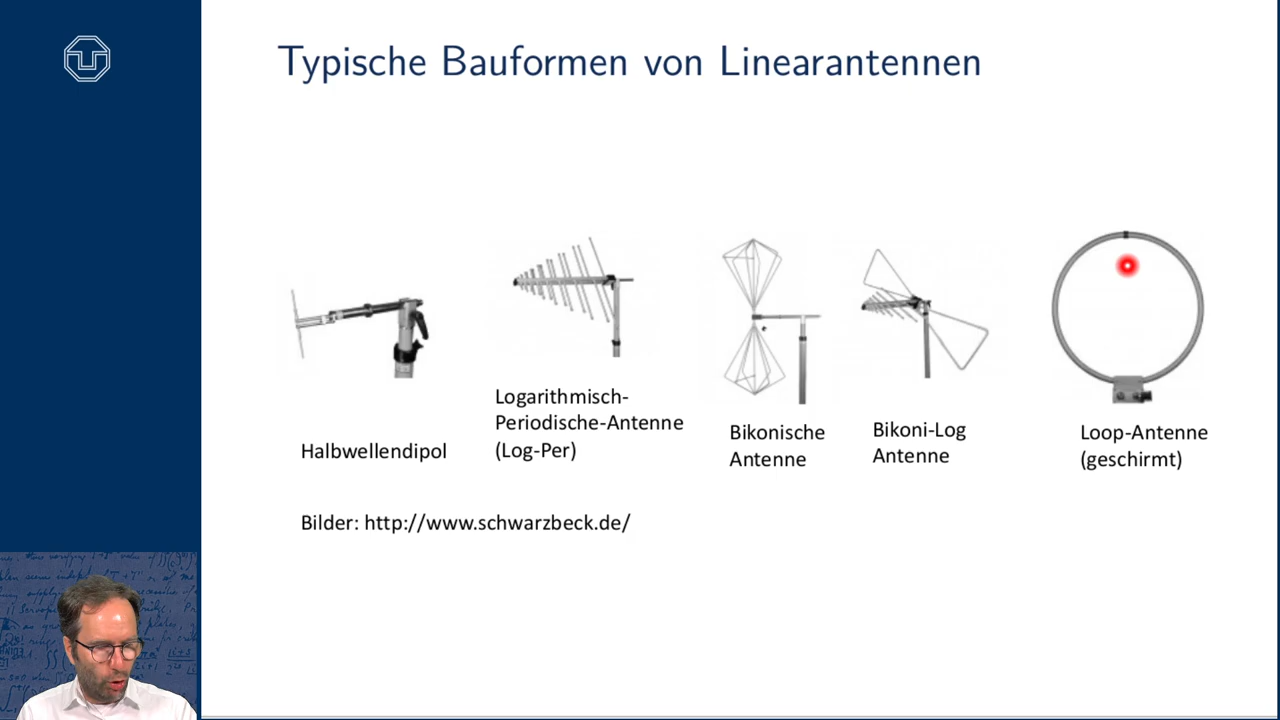 Typische Bauformen von Linearantennen
Halbwellendipol
Logarithmisch-
Periodische-Antenne
(Log-Per)
Bikonische
Antenne
Bikoni-Log
Antenne
Loop-Antenne
(geschirmt)
Bilder: http://www.schwarzbeck.de/